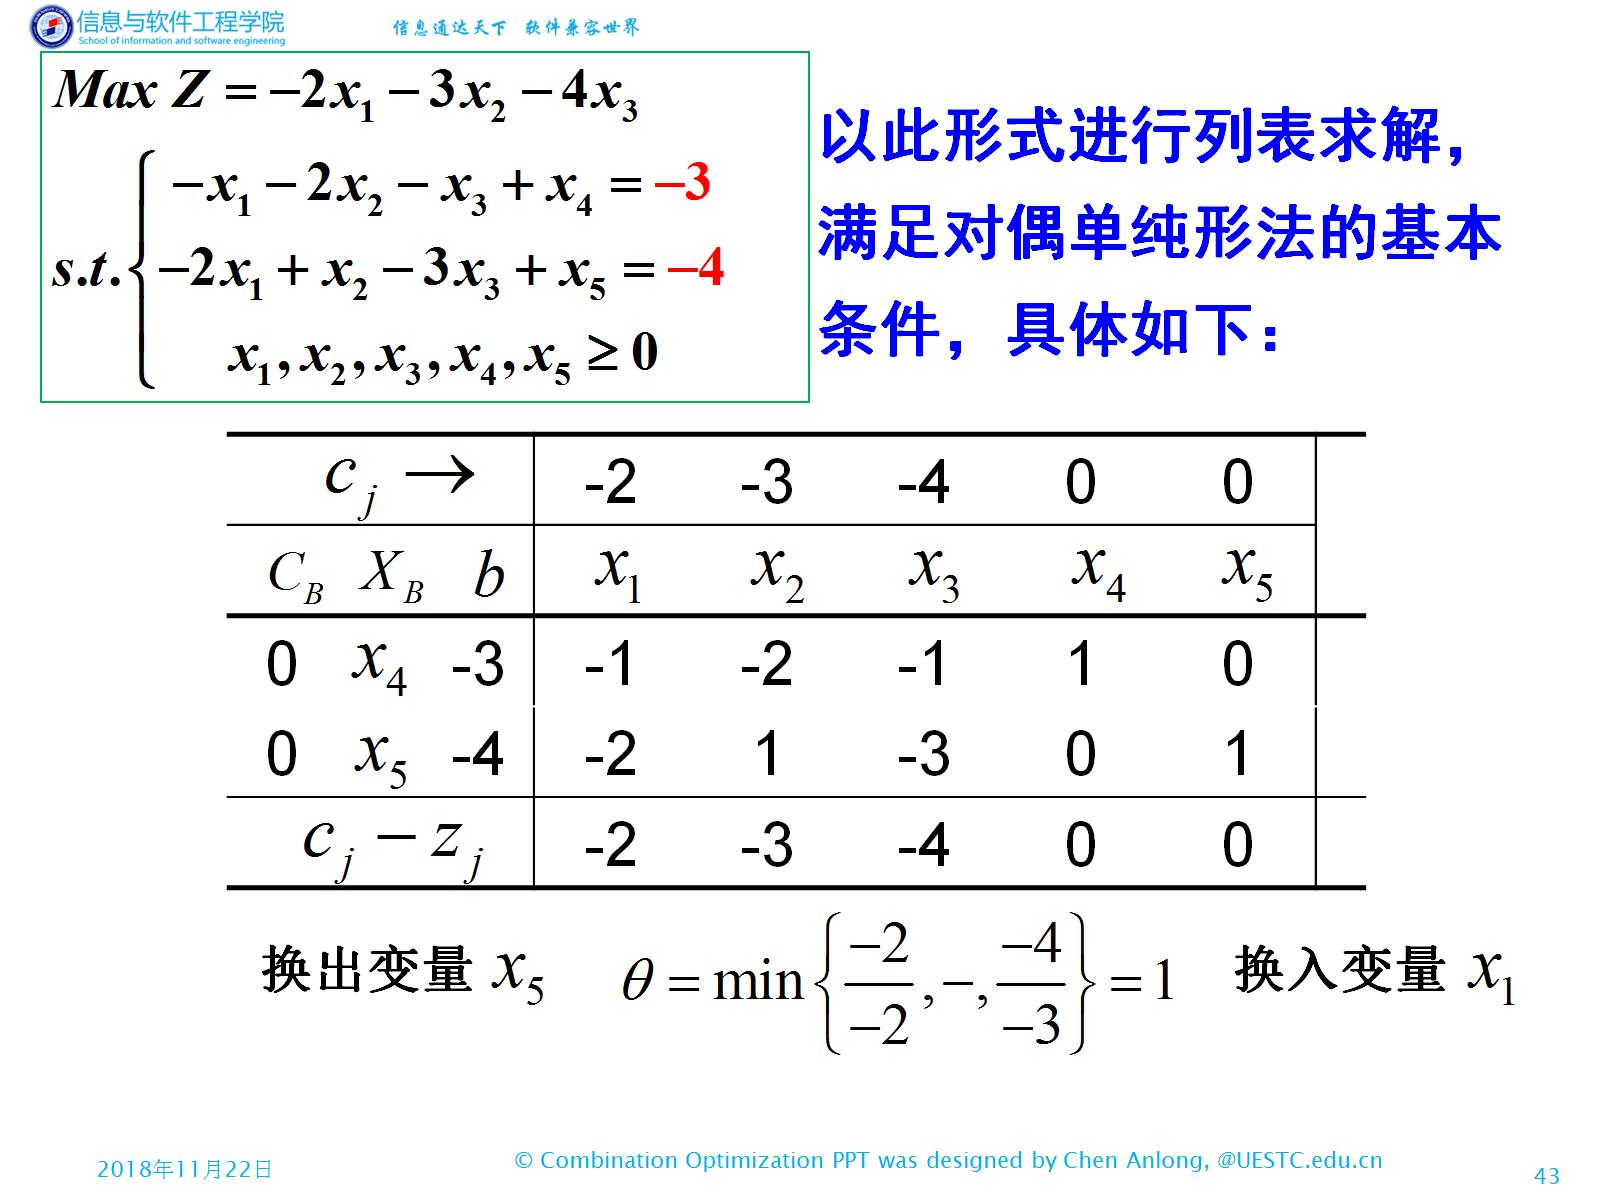 信息与软件工程学院
School of information and software engineering
信息通达天下 软件兼容世界
Max Z = −2x₁ − 3x₂ − 4x₃
−x₁ − 2x₂ − x₃ + x₄ = −3
s.t. { −2x₁ + x₂ − 3x₃ + x₅ = −4
x₁, x₂, x₃, x₄, x₅ ≥ 0
以此形式进行列表求解，
满足对偶单纯形法的基本
条件，具体如下：
cⱼ → -2 -3 -4 0 0
C_B X_B b x₁ x₂ x₃ x₄ x₅
0 x₄ -3 -1 -2 -1 1 0
0 x₅ -4 -2 1 -3 0 1
cⱼ − zⱼ -2 -3 -4 0 0
换出变量 x₅ θ = min{ −2/−2 , −, −4/−3 } = 1 换入变量 x₁
2018年11月22日
© Combination Optimization PPT was designed by Chen Anlong, @UESTC.edu.cn
43